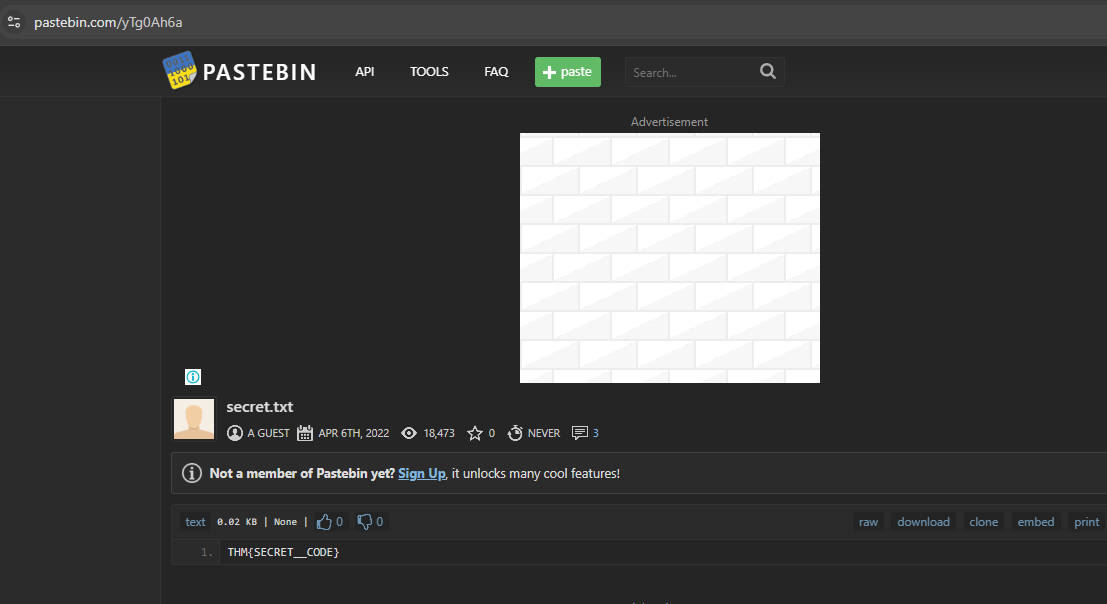 pastebin.com/yTg0Ah6a
PASTEBIN API TOOLS FAQ + paste Search...
Advertisement
secret.txt
A GUEST APR 6TH, 2022 18,473 0 NEVER 3
Not a member of Pastebin yet? Sign Up, it unlocks many cool features!
text 0.02 KB | None | 0 0 raw download clone embed print
1. THM{SECRET__CODE}